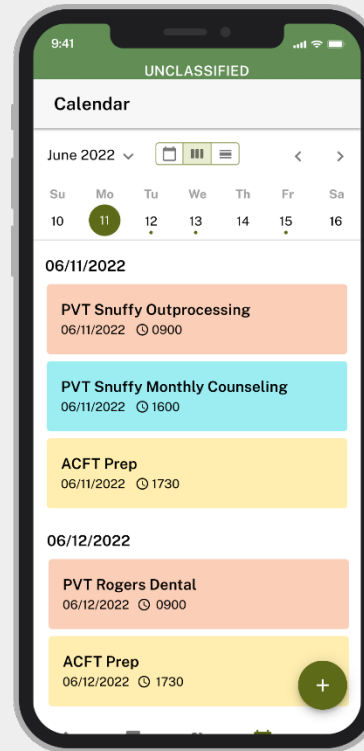 9:41
UNCLASSIFIED
Calendar
June 2022
Su Mo Tu We Th Fr Sa
10 11 12 13 14 15 16
06/11/2022
PVT Snuffy Outprocessing
06/11/2022 0900
PVT Snuffy Monthly Counseling
06/11/2022 1600
ACFT Prep
06/11/2022 1730
06/12/2022
PVT Rogers Dental
06/12/2022 0900
ACFT Prep
06/12/2022 1730
+